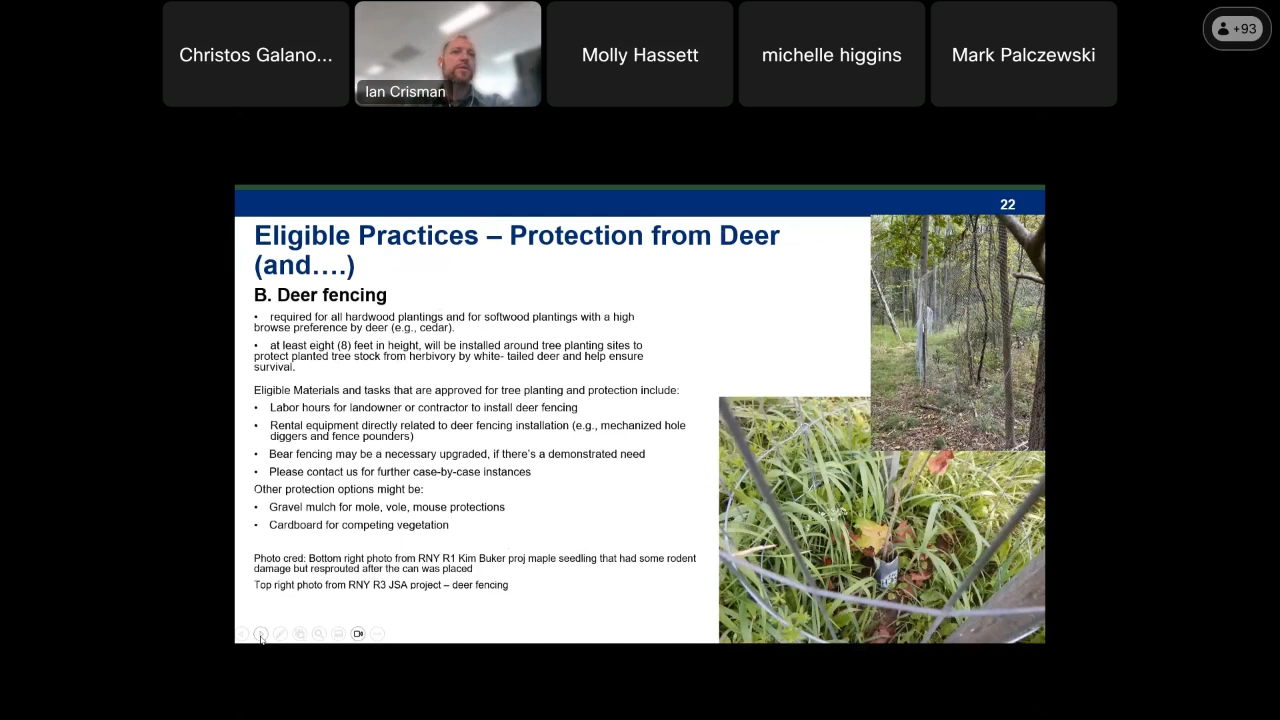 Christos Galano...
Ian Crisman
Molly Hassett
michelle higgins
Mark Palczewski
+93
22
Eligible Practices – Protection from Deer
(and….)
B. Deer fencing
• required for all hardwood plantings and for softwood plantings with a high
browse preference by deer (e.g., cedar).
• at least eight (8) feet in height, will be installed around tree planting sites to
protect planted tree stock from herbivory by white- tailed deer and help ensure
survival.
Eligible Materials and tasks that are approved for tree planting and protection include:
• Labor hours for landowner or contractor to install deer fencing
• Rental equipment directly related to deer fencing installation (e.g., mechanized hole
diggers and fence pounders)
• Bear fencing may be a necessary upgraded, if there's a demonstrated need
• Please contact us for further case-by-case instances
Other protection options might be:
• Gravel mulch for mole, vole, mouse protections
• Cardboard for competing vegetation
Photo cred: Bottom right photo from RNY R1 Kim Buker proj maple seedling that had some rodent
damage but resprouted after the can was placed
Top right photo from RNY R3 JSA project – deer fencing